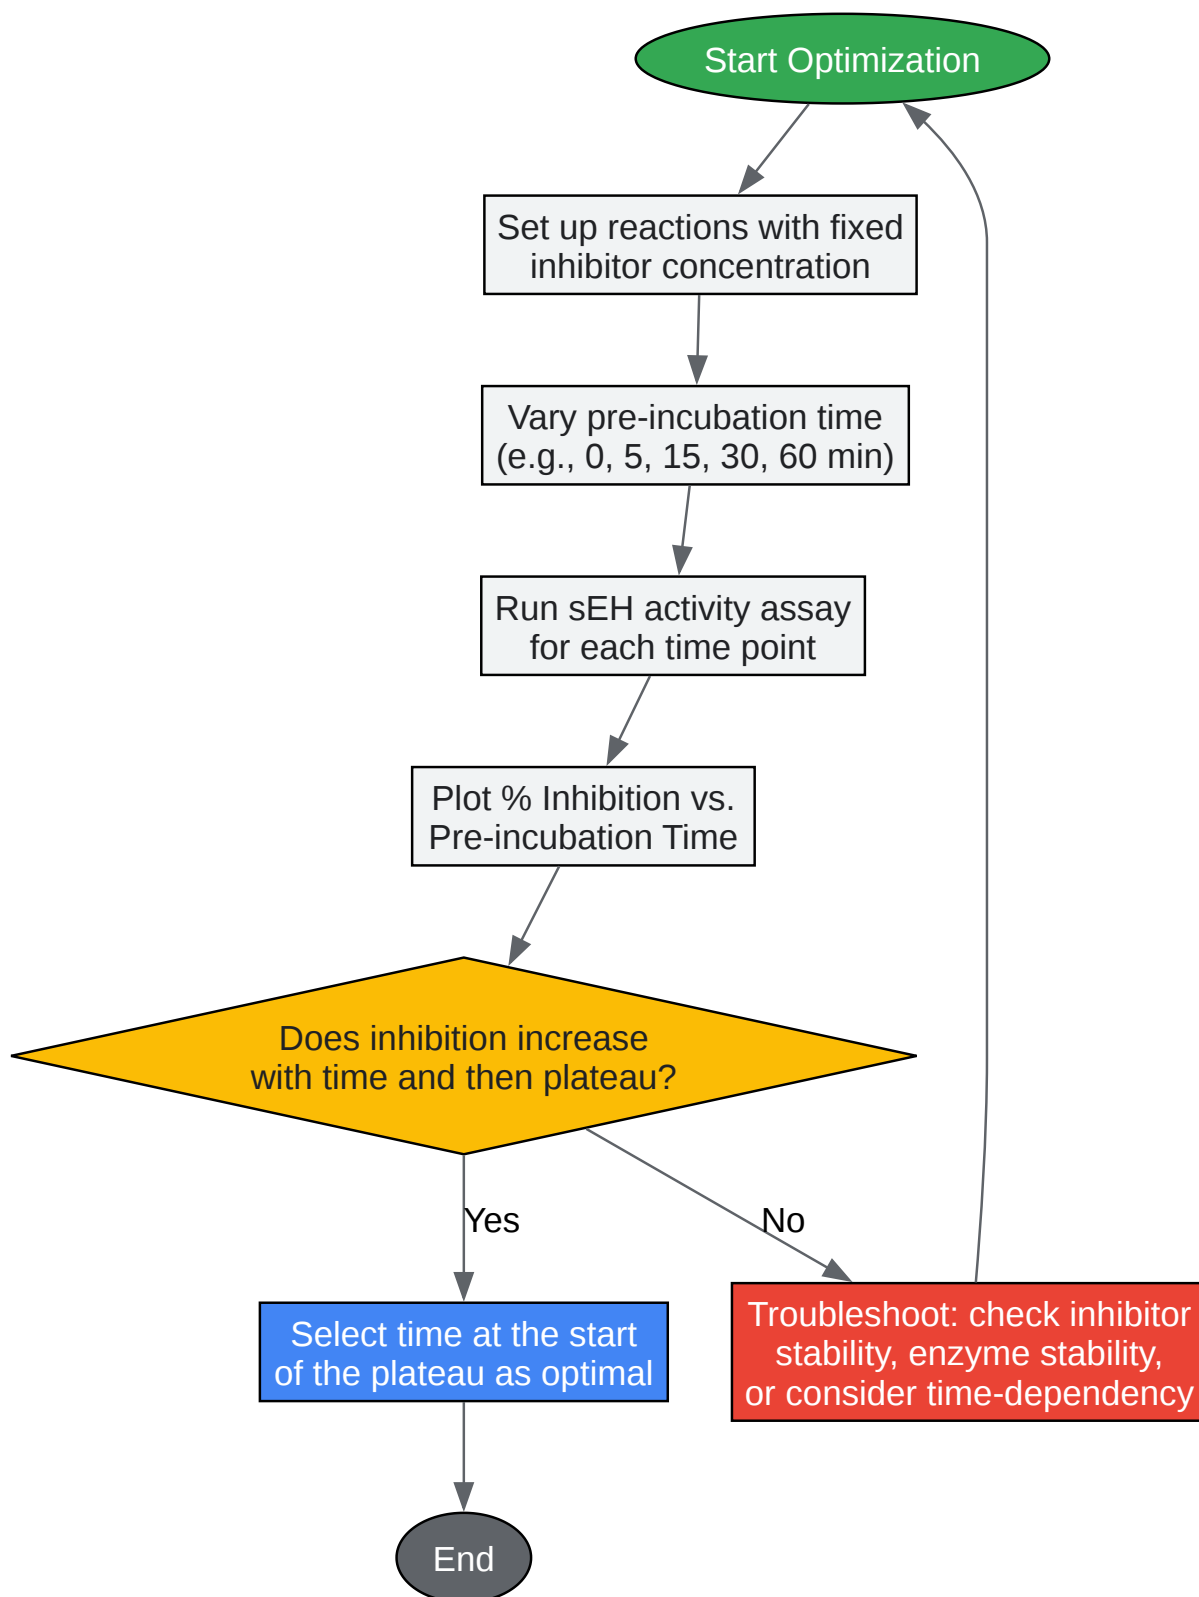 Start Optimization
Set up reactions with fixed
inhibitor concentration
Vary pre-incubation time
(e.g., 0, 5, 15, 30, 60 min)
Run sEH activity assay
for each time point
Plot % Inhibition vs.
Pre-incubation Time
Does inhibition increase
with time and then plateau?
Yes
No
Select time at the start
of the plateau as optimal
Troubleshoot: check inhibitor
stability, enzyme stability,
or consider time-dependency
End